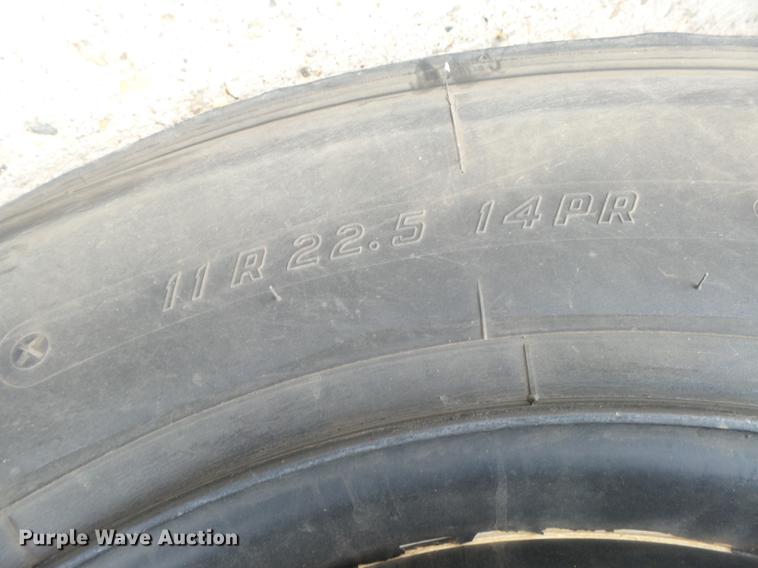 11 R 22.5 14PR
X
Purple Wave Auction